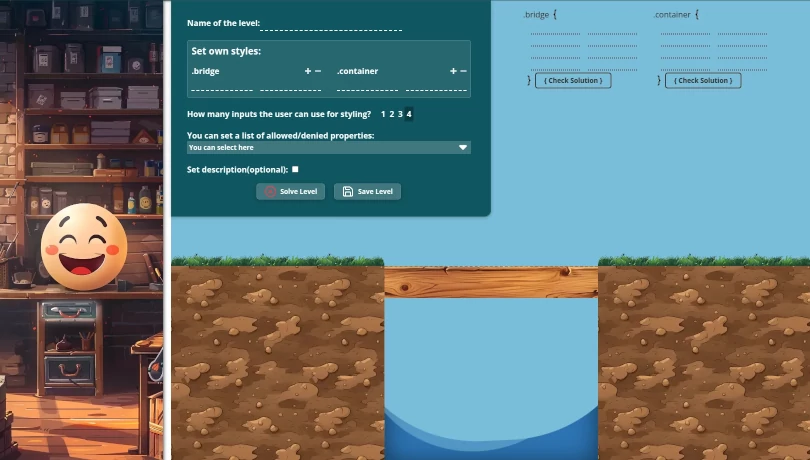 Name of the level:
Set own styles:
.bridge + −
.container + −
How many inputs the user can use for styling? 1 2 3 4
You can set a list of allowed/denied properties:
You can select here
Set description(optional):
Solve Level
Save Level
.bridge {
} { Check Solution }
.container {
} { Check Solution }